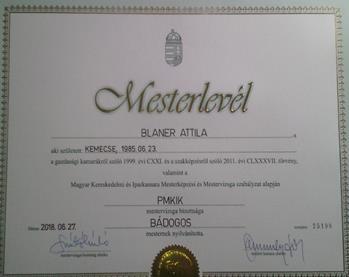 Mesterlevél
BLANER ATTILA
aki született: KEMECSE, 1985.06.23.
a gazdasági kamarákról szóló 1999. évi CXXI. és a szakképzésről szóló 2011. évi CLXXXVII. törvény,
valamint a
Magyar Kereskedelmi és Iparkamara Mesterképzési és Mestervizsga szabályzat alapján
PMKIK
mestervizsga bizottsága
BÁDOGOS
mesternek nyilvánította.
2018.06.27.
25198